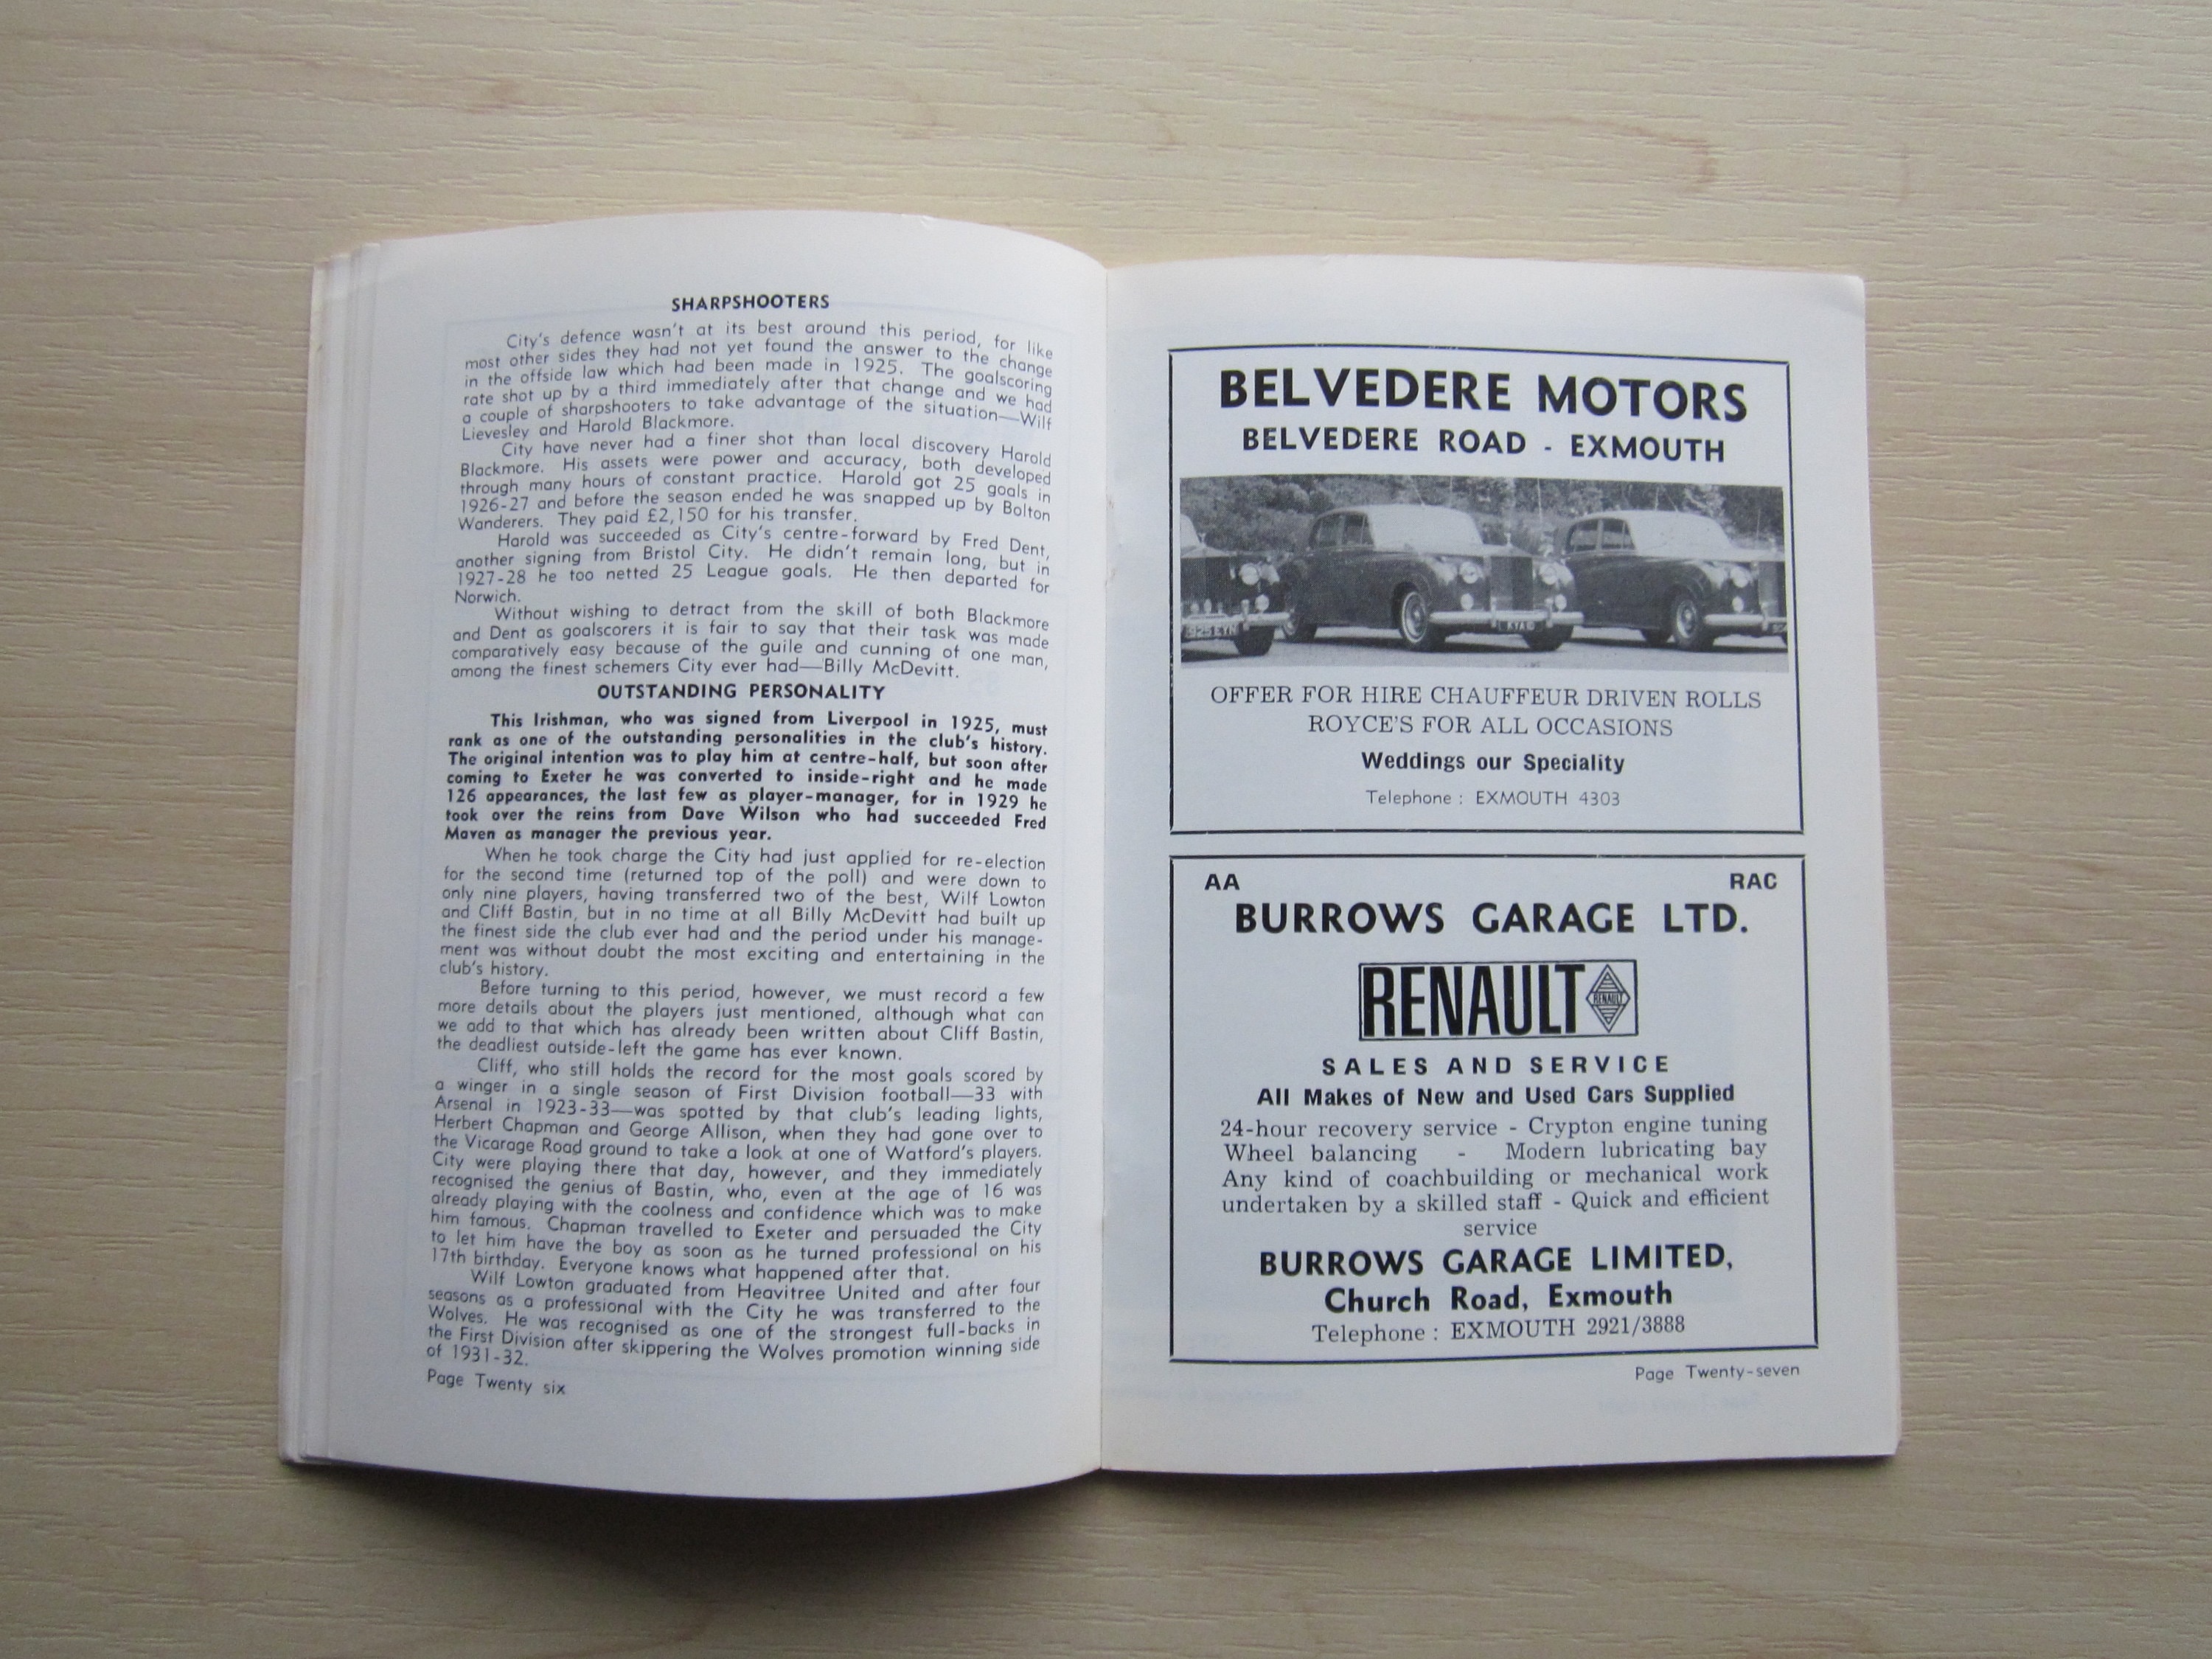 SHARPSHOOTERS
City's defence wasn't at its best around this period, for like
most other sides they had not yet found the answer to the change
in the offside law which had been made in 1925. The goalscoring
rate shot up by a third immediately after that change and we had
a couple of sharpshooters to take advantage of the situation—Wilf
Lievesley and Harold Blackmore.
City have never had a finer shot than local discovery Harold
Blackmore. His assets were power and accuracy, both developed
through many hours of constant practice. Harold got 25 goals in
1926-27 and before the season ended he was snapped up by Bolton
Wanderers. They paid £2,150 for his transfer.
Harold was succeeded as City's centre-forward by Fred Dent,
another signing from Bristol City. He didn't remain long, but in
1927-28 he too netted 25 League goals. He then departed for
Norwich.
Without wishing to detract from the skill of both Blackmore
and Dent as goalscorers it is fair to say that their task was made
comparatively easy because of the guile and cunning of one man,
among the finest schemers City ever had—Billy McDevitt.
OUTSTANDING PERSONALITY
This Irishman, who was signed from Liverpool in 1925, must
rank as one of the outstanding personalities in the club's history.
The original intention was to play him at centre-half, but soon after
coming to Exeter he was converted to inside-right and he made
126 appearances, the last few as player-manager, for in 1929 he
took over the reins from Dave Wilson who had succeeded Fred
Maven as manager the previous year.
When he took charge the City had just applied for re-election
for the second time (returned top of the poll) and were down to
only nine players, having transferred two of the best, Wilf Lowton
and Cliff Bastin, but in no time at all Billy McDevitt had built up
the finest side the club ever had and the period under his manage-
ment was without doubt the most exciting and entertaining in the
club's history.
Before turning to this period, however, we must record a few
more details about the players just mentioned, although what can
we add to that which has already been written about Cliff Bastin,
the deadliest outside-left the game has ever known.
Cliff, who still holds the record for the most goals scored by
a winger in a single season of First Division football—33 with
Arsenal in 1923-33—was spotted by that club's leading lights,
Herbert Chapman and George Allison, when they had gone over to
the Vicarage Road ground to take a look at one of Watford's players.
City were playing there that day, however, and they immediately
recognised the genius of Bastin, who, even at the age of 16 was
already playing with the coolness and confidence which was to make
him famous. Chapman travelled to Exeter and persuaded the City
to let him have the boy as soon as he turned professional on his
17th birthday. Everyone knows what happened after that.
Wilf Lowton graduated from Heavitree United and after four
seasons as a professional with the City he was transferred to the
Wolves. He was recognised as one of the strongest full-backs in
the First Division after skippering the Wolves promotion winning side
of 1931-32.
Page Twenty six
BELVEDERE MOTORS
BELVEDERE ROAD - EXMOUTH
925 EYN
OFFER FOR HIRE CHAUFFEUR DRIVEN ROLLS
ROYCE'S FOR ALL OCCASIONS
Weddings our Speciality
Telephone : EXMOUTH 4303
AA RAC
BURROWS GARAGE LTD.
RENAULT RENAULT
SALES AND SERVICE
All Makes of New and Used Cars Supplied
24-hour recovery service - Crypton engine tuning
Wheel balancing - Modern lubricating bay
Any kind of coachbuilding or mechanical work
undertaken by a skilled staff - Quick and efficient
service
BURROWS GARAGE LIMITED,
Church Road, Exmouth
Telephone : EXMOUTH 2921/3888
Page Twenty-seven